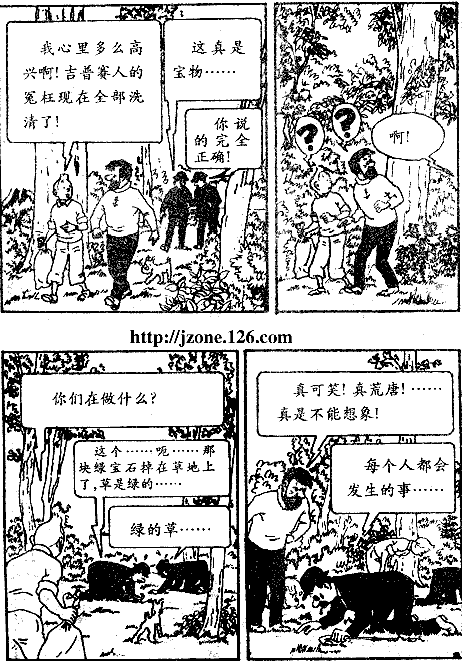 我心里多么高
兴啊!吉普赛人的
冤枉现在全部洗
清了!
这真是
宝物……
你说
的完全
正确!
?
?
啊!
http://jzone.126.com
你们在做什么?
这个……呃……那
块绿宝石掉在草地上
了,草是绿的……
绿的草……
真可笑!真荒唐!……
真是不能想象!
每个人都会
发生的事……